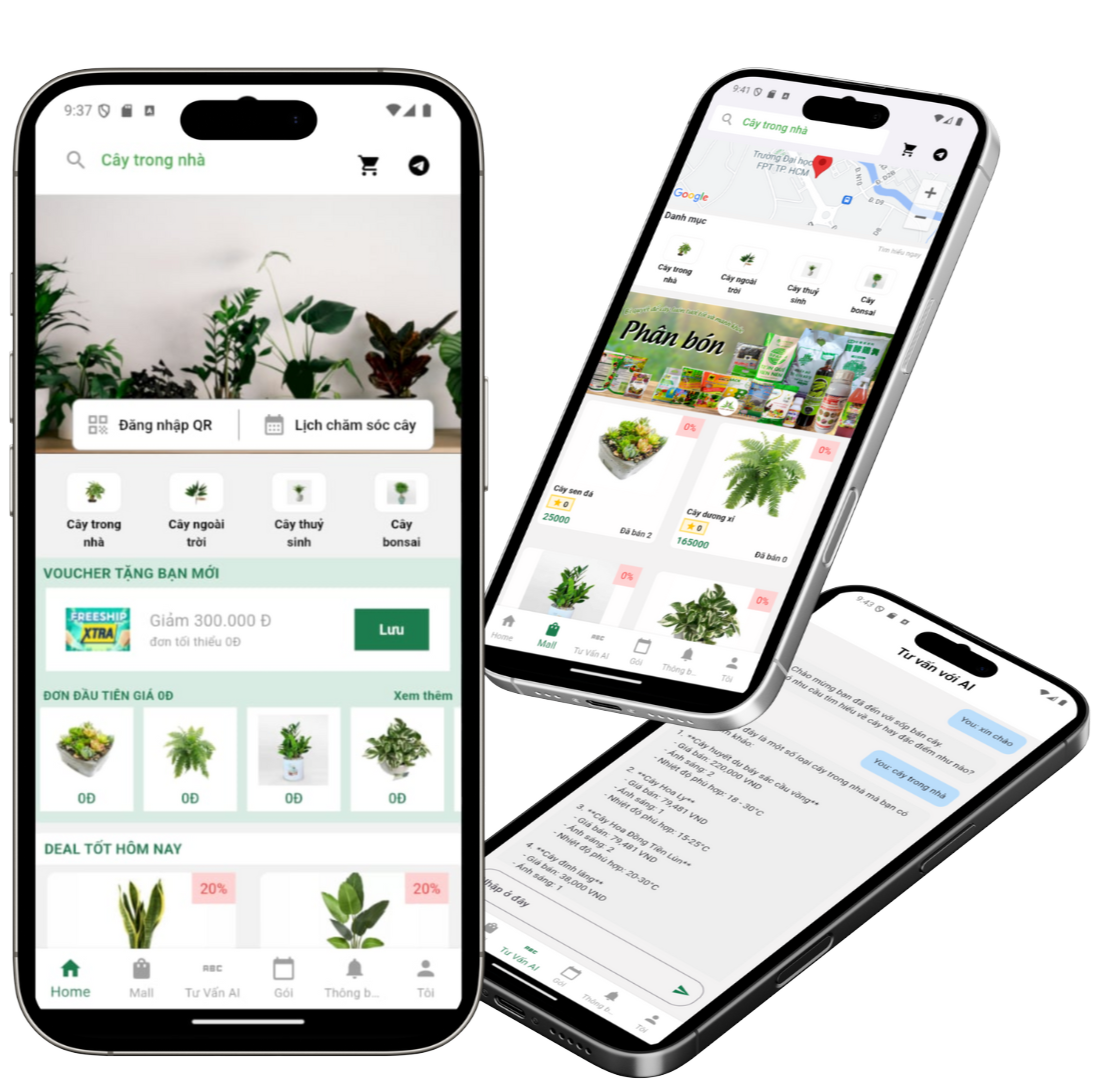 9:37
Cây trong nhà
Đăng nhập QR
Lịch chăm sóc cây
Cây trong
nhà
Cây ngoài
trời
Cây thuỷ
sinh
Cây
bonsai
VOUCHER TẶNG BẠN MỚI
FREESHIP
XTRA
Giảm 300.000 Đ
đơn tối thiểu 0Đ
Lưu
ĐƠN ĐẦU TIÊN GIÁ 0Đ
Xem thêm
0Đ
0Đ
0Đ
0Đ
DEAL TỐT HÔM NAY
20%
20%
Home
Mall
ABC
Tư Vấn AI
Gói
Thông b...
Tôi
9:41
Cây trong nhà
Trường Đại học
FPT TP. HCM
Google
Đ. N15
Đ. D2B
Đ. D9
+
−
Danh mục
Tìm hiểu ngay
Cây trong
nhà
Cây ngoài
trời
Cây thuỷ
sinh
Cây
bonsai
Phân bón
0%
0%
Cây sen đá
0
25000
Đã bán 2
Cây dương xỉ
0
165000
Đã bán 0
0%
0%
Home
Mall
ABC
Tư Vấn AI
Gói
Thông b...
Tôi
9:43
Tư vấn với AI
You: xin chào
Chào mừng bạn đã đến với sốp bán cây.
có nhu cầu tìm hiểu về cây hay đặc điểm như nào?
You: cây trong nhà
đây là một số loại cây trong nhà mà bạn có
khảo:
1. **Cây huyết dụ bảy sắc cầu vồng**
- Giá bán: 220,000 VND
- Ánh sáng: 2
- Nhiệt độ phù hợp: 18 - 30°C
2. **Cây Hoa Ly**
- Giá bán: 79,481 VND
- Ánh sáng: 1
- Nhiệt độ phù hợp: 15-25°C
3. **Cây Hoa Đồng Tiền Lùn**
- Giá bán: 79,481 VND
- Ánh sáng: 2
- Nhiệt độ phù hợp: 20-30°C
4. **Cây đinh lăng**
- Giá bán: 38,000 VND
- Ánh sáng: 1
Nhập ở đây
ABC
Tư Vấn AI
Gói
Thông b...
Tôi